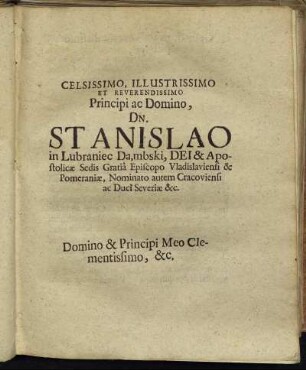 CELSISSIMO, ILLUSTRISSIMO
ET REVERENDISSIMO
Principi ac Domino,
DN.
STANISLAO
in Lubraniec Da,mbski, DEI & Apo-
stolicæ Sedis Gratiâ Episcopo Vladislaviensi &
Pomeraniæ, Nominato autem Cracoviensi
ac Duci Severiæ &c.
Domino & Principi Meo Cle-
mentissimo, &c.